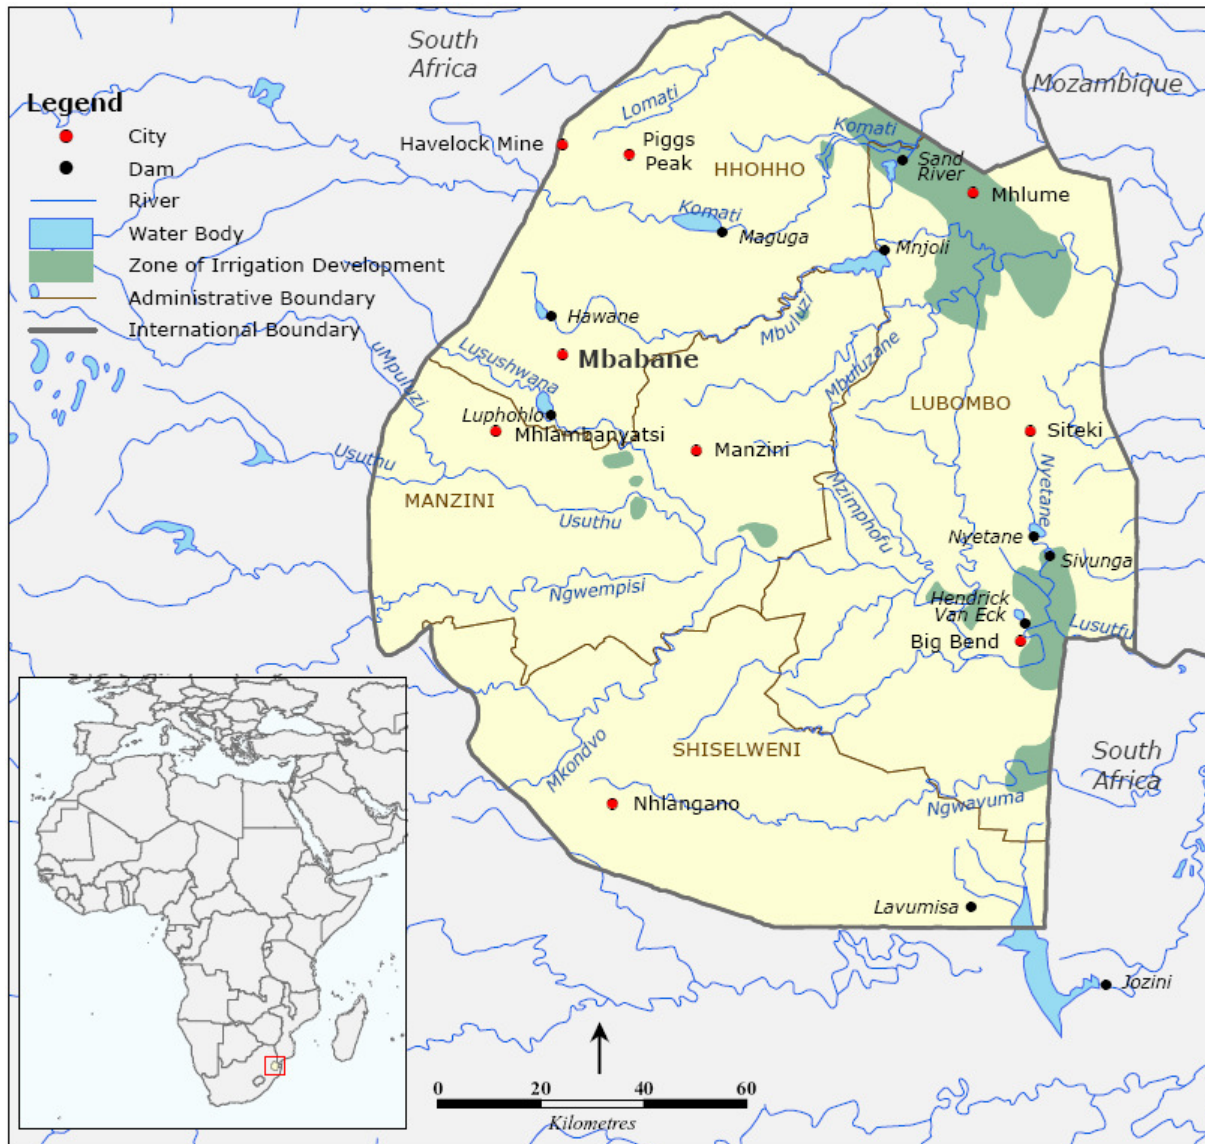 South
Africa
Mozambique
Legend
City
Dam
River
Water Body
Zone of Irrigation Development
Administrative Boundary
International Boundary
Lomati
Komati
Havelock Mine
Piggs
Peak
HHOHHO
Sand
River
Mhlume
Komati
Maguga
Mnjoli
Hawane
Mbuluzi
Mbabane
Lusushwana
uMpuluzi
Mbuluzane
LUBOMBO
Luphohlo
Mhlambanyatsi
Manzini
Siteki
Usuthu
Nyetane
MANZINI
Usuthu
Mzimphofu
Nyetane
Sivunga
Ngwempisi
Hendrick
Van Eck
Lusutfu
Big Bend
SHISELWENI
Mkondvo
South
Africa
Nhlangano
Ngwayuma
Lavumisa
Jozini
0 20 40 60
Kilometres